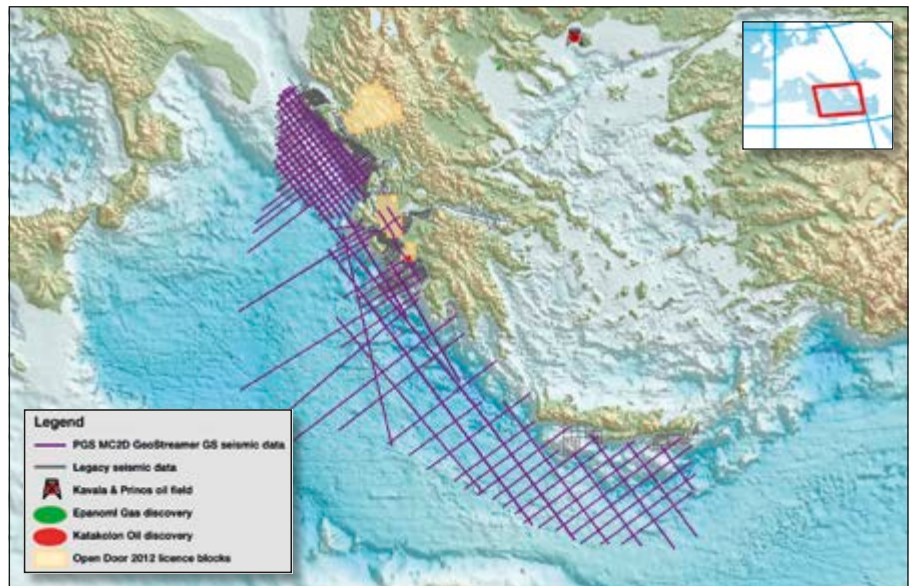 Legend
PGS MC2D GeoStreamer GS seismic data
Legacy seismic data
Kavala & Prinos oil field
Epanomi Gas discovery
Katakolon Oil discovery
Open Door 2012 licence blocks